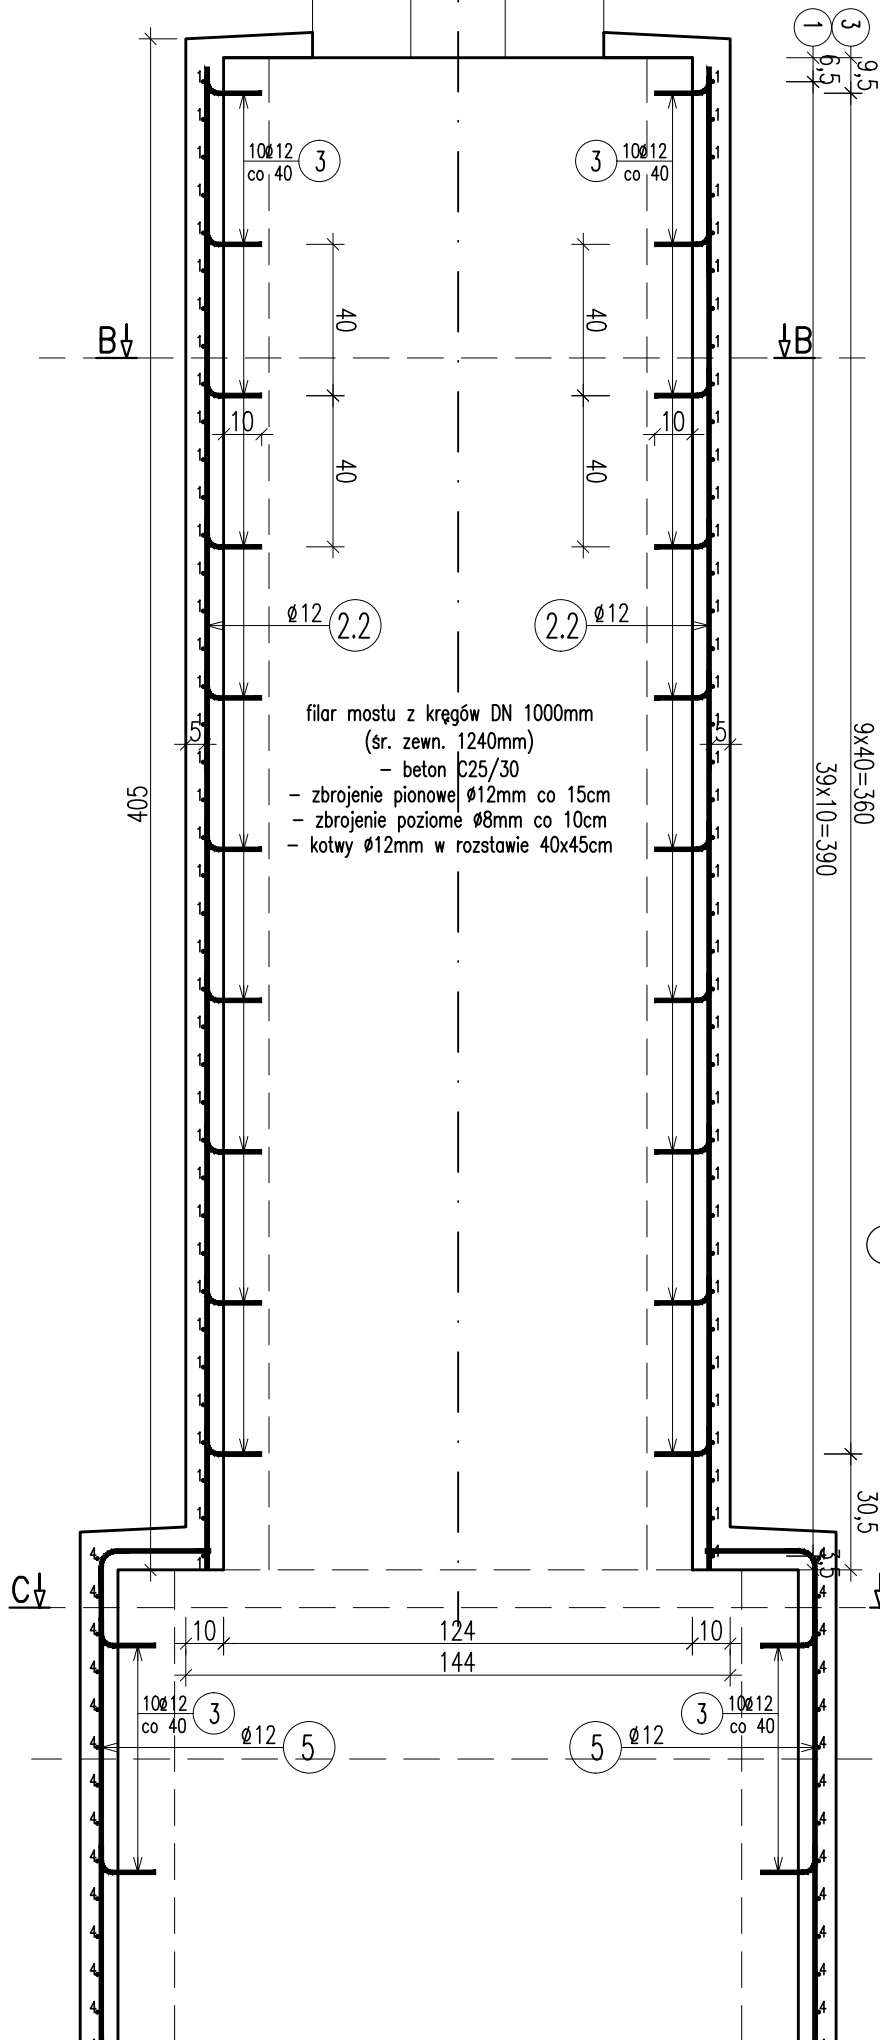 1 3
6,5 9,5
10ø12
co 40
3
3
10ø12
co 40
40 40
B B
10 10
40 40
ø12 2.2
2.2 ø12
filar mostu z kręgów DN 1000mm
(śr. zewn. 1240mm)
– beton C25/30
– zbrojenie pionowe ø12mm co 15cm
– zbrojenie poziome ø8mm co 10cm
– kotwy ø12mm w rozstawie 40x45cm
5 5
405
9x40=360
39x10=390
30,5
3,5
C
10 124 10
144
10ø12
co 40
3
3
10ø12
co 40
ø12 5
5 ø12